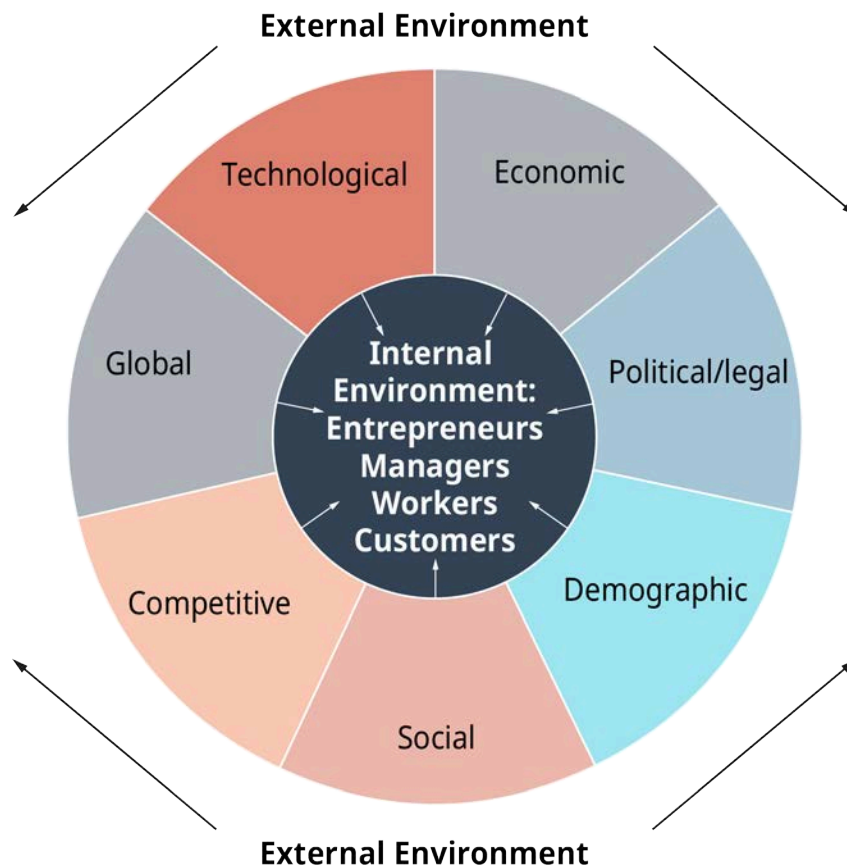 External Environment
Technological
Economic
Global
Political/legal
Internal
Environment:
Entrepreneurs
Managers
Workers
Customers
Competitive
Demographic
Social
External Environment